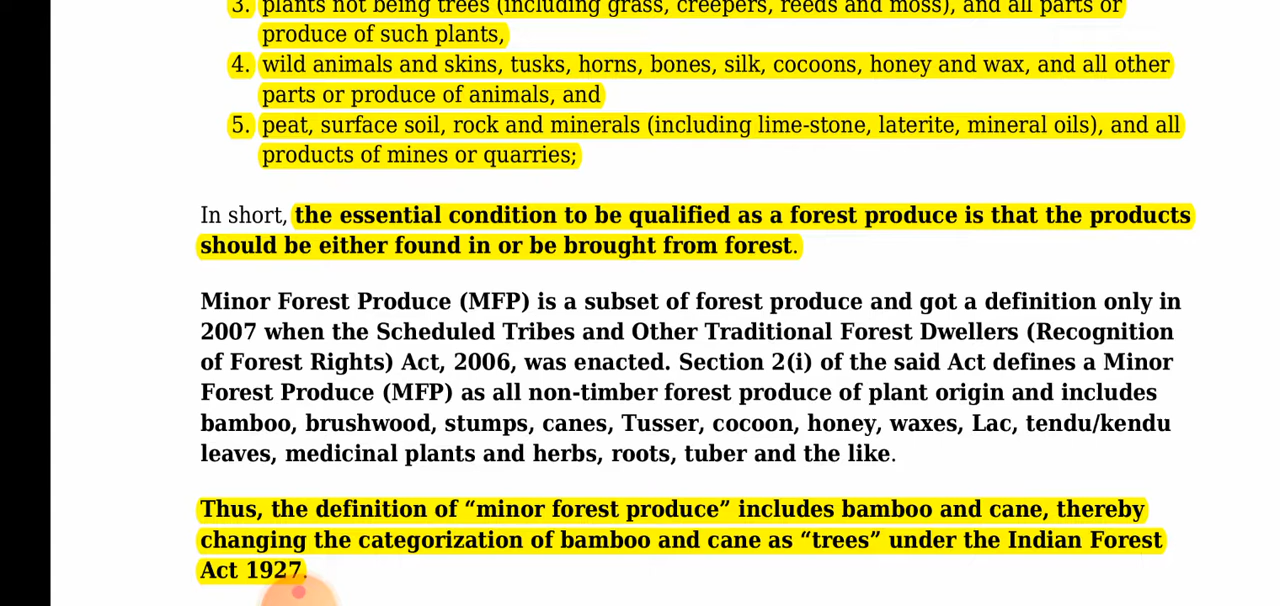 3. plants not being trees (including grass, creepers, reeds and moss), and all parts or
produce of such plants,
4. wild animals and skins, tusks, horns, bones, silk, cocoons, honey and wax, and all other
parts or produce of animals, and
5. peat, surface soil, rock and minerals (including lime-stone, laterite, mineral oils), and all
products of mines or quarries;
In short, the essential condition to be qualified as a forest produce is that the products
should be either found in or be brought from forest.
Minor Forest Produce (MFP) is a subset of forest produce and got a definition only in
2007 when the Scheduled Tribes and Other Traditional Forest Dwellers (Recognition
of Forest Rights) Act, 2006, was enacted. Section 2(i) of the said Act defines a Minor
Forest Produce (MFP) as all non-timber forest produce of plant origin and includes
bamboo, brushwood, stumps, canes, Tusser, cocoon, honey, waxes, Lac, tendu/kendu
leaves, medicinal plants and herbs, roots, tuber and the like.
Thus, the definition of “minor forest produce” includes bamboo and cane, thereby
changing the categorization of bamboo and cane as “trees” under the Indian Forest
Act 1927.